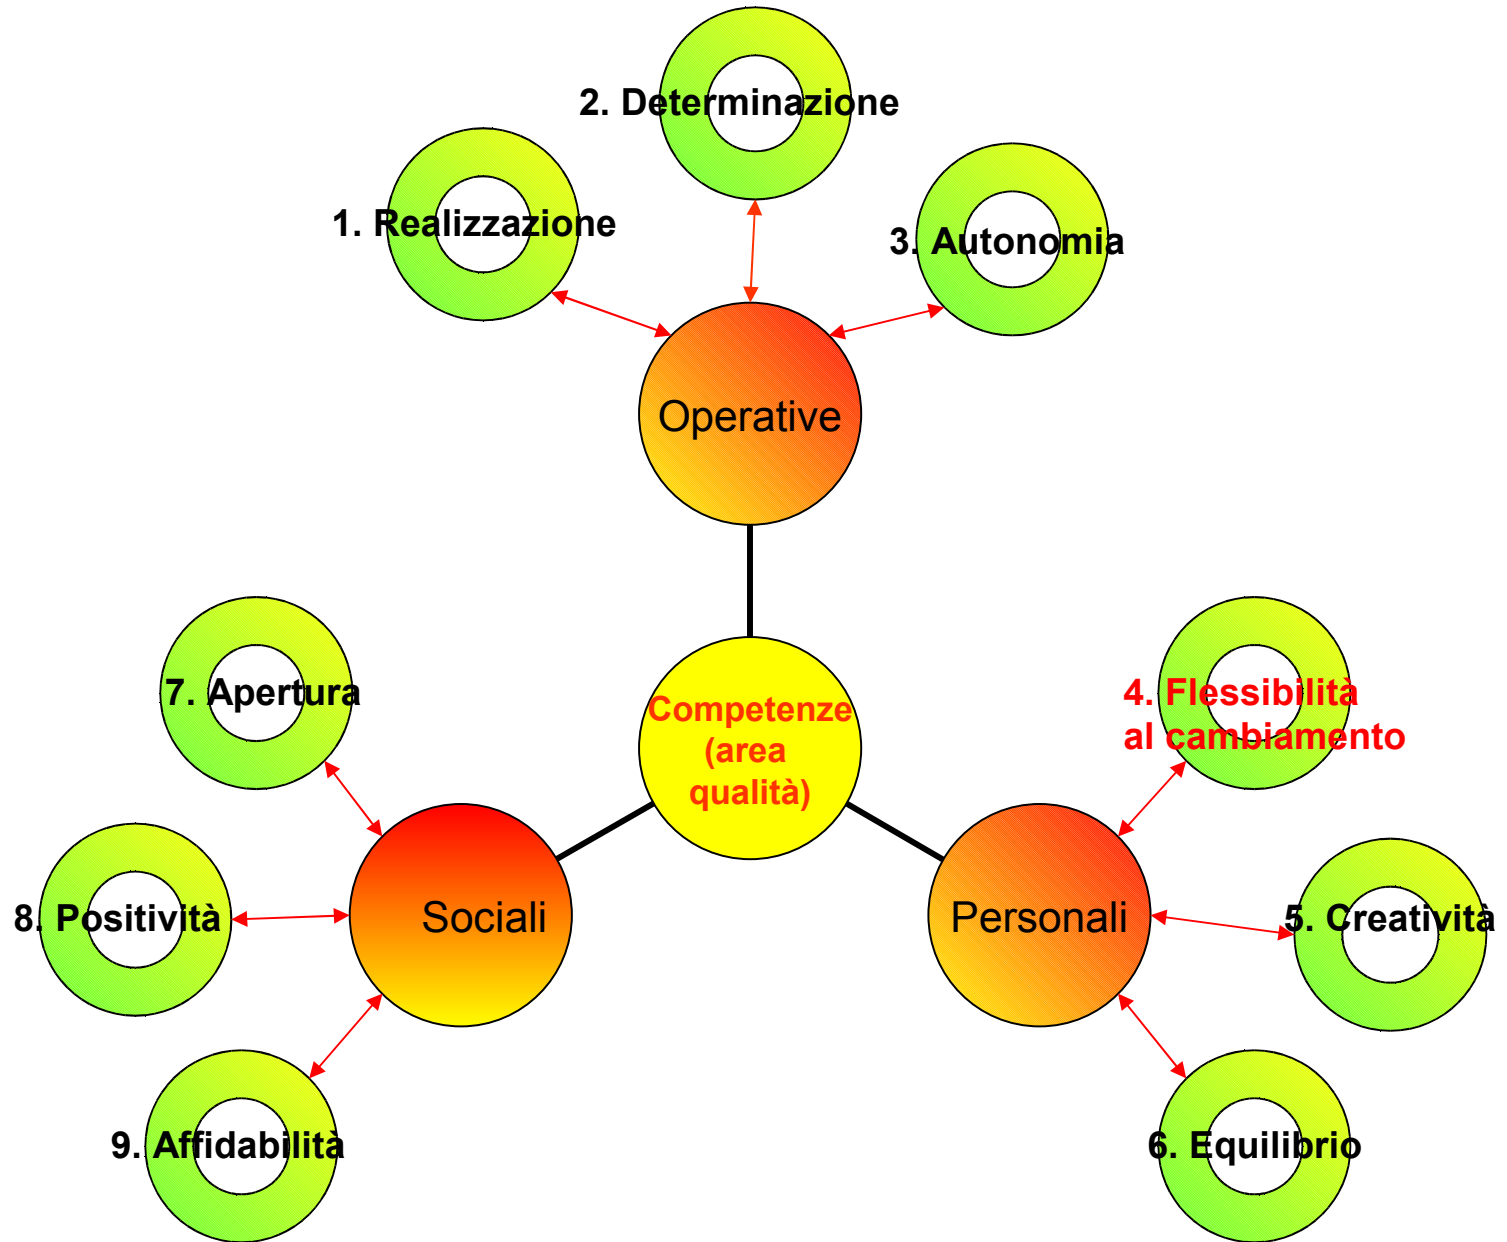 2. Determinazione
1. Realizzazione
3. Autonomia
Operative
7. Apertura
4. Flessibilità
al cambiamento
Competenze
(area
qualità)
8. Positività
Sociali
Personali
5. Creatività
9. Affidabilità
6. Equilibrio